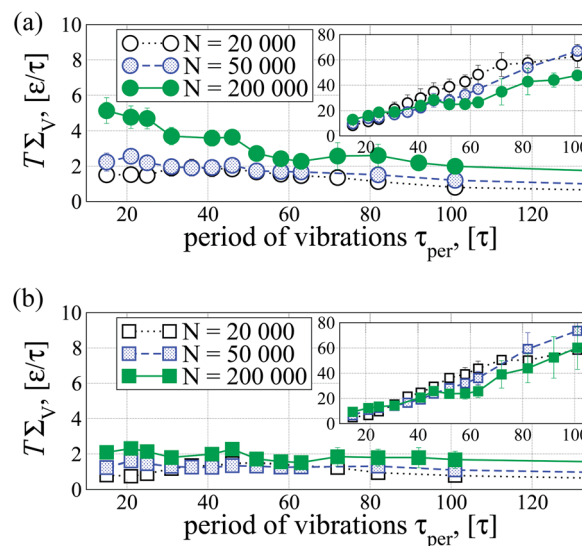 (a)
10
8
6
4
2
0
TΣ_V, [ε/τ]
N = 20 000
N = 50 000
N = 200 000
80
60
40
20
0
20 40 60 80 100
20 40 60 80 100 120
period of vibrations τ_per, [τ]
(b)
10
8
6
4
2
0
TΣ_V, [ε/τ]
N = 20 000
N = 50 000
N = 200 000
80
60
40
20
0
20 40 60 80 100
20 40 60 80 100 120
period of vibrations τ_per, [τ]